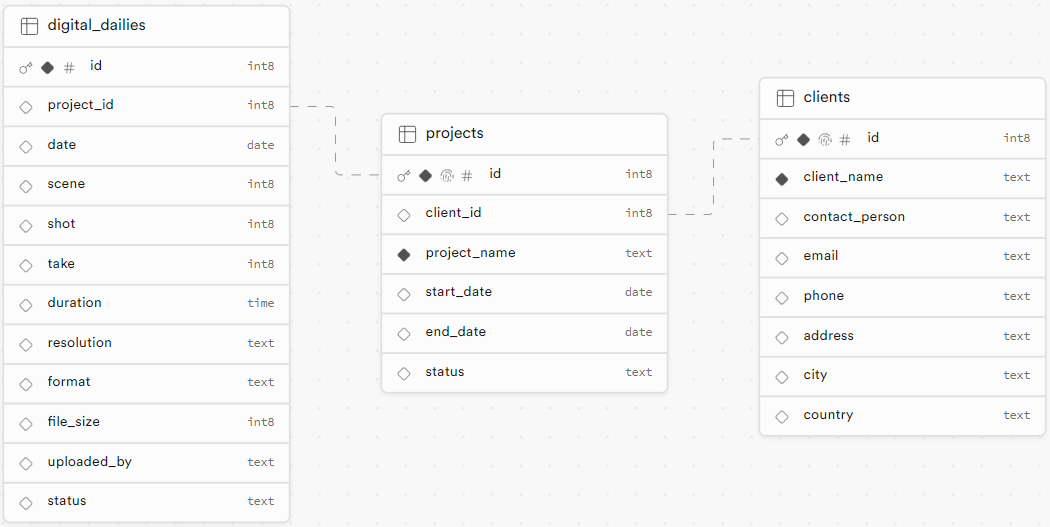 digital_dailies
# id int8
project_id int8
date date
scene int8
shot int8
take int8
duration time
resolution text
format text
file_size int8
uploaded_by text
status text
projects
# id int8
client_id int8
project_name text
start_date date
end_date date
status text
clients
# id int8
client_name text
contact_person text
email text
phone text
address text
city text
country text